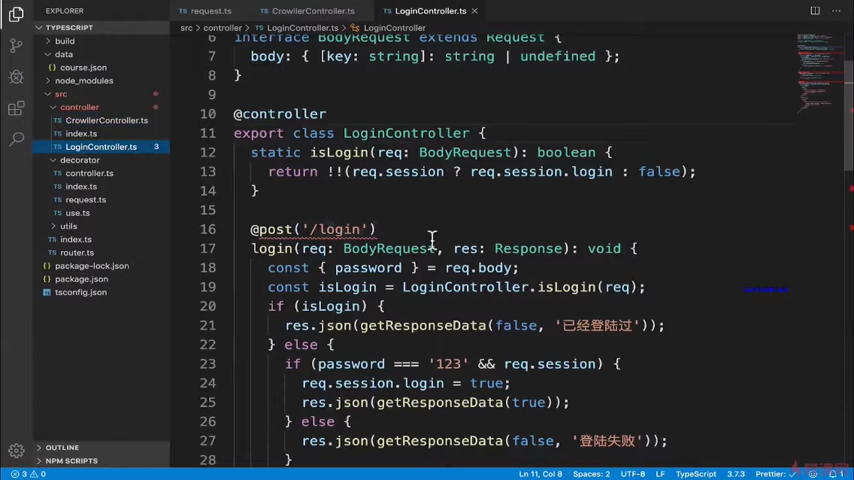 request.ts
CrowllerController.ts
LoginController.ts ×
EXPLORER
src › controller › LoginController.ts › LoginController
TYPESCRIPT
build
data
course.json
node_modules
src
controller
CrowllerController.ts
index.ts
LoginController.ts 3
decorator
controller.ts
index.ts
request.ts
use.ts
utils
index.ts
router.ts
package-lock.json
package.json
tsconfig.json
OUTLINE
NPM SCRIPTS
6 interface BodyRequest extends Request {
7 body: { [key: string]: string | undefined };
8 }
9
10 @controller
11 export class LoginController {
12 static isLogin(req: BodyRequest): boolean {
13 return !!(req.session ? req.session.login : false);
14 }
15
16 @post('/login')
17 login(req: BodyRequest, res: Response): void {
18 const { password } = req.body;
19 const isLogin = LoginController.isLogin(req);
20 if (isLogin) {
21 res.json(getResponseData(false, '已经登陆过'));
22 } else {
23 if (password === '123' && req.session) {
24 req.session.login = true;
25 res.json(getResponseData(true));
26 } else {
27 res.json(getResponseData(false, '登陆失败'));
28 }
3 0
Ln 11, Col 8
Spaces: 2
UTF-8
LF
TypeScript
3.7.3
Prettier: ✓
1